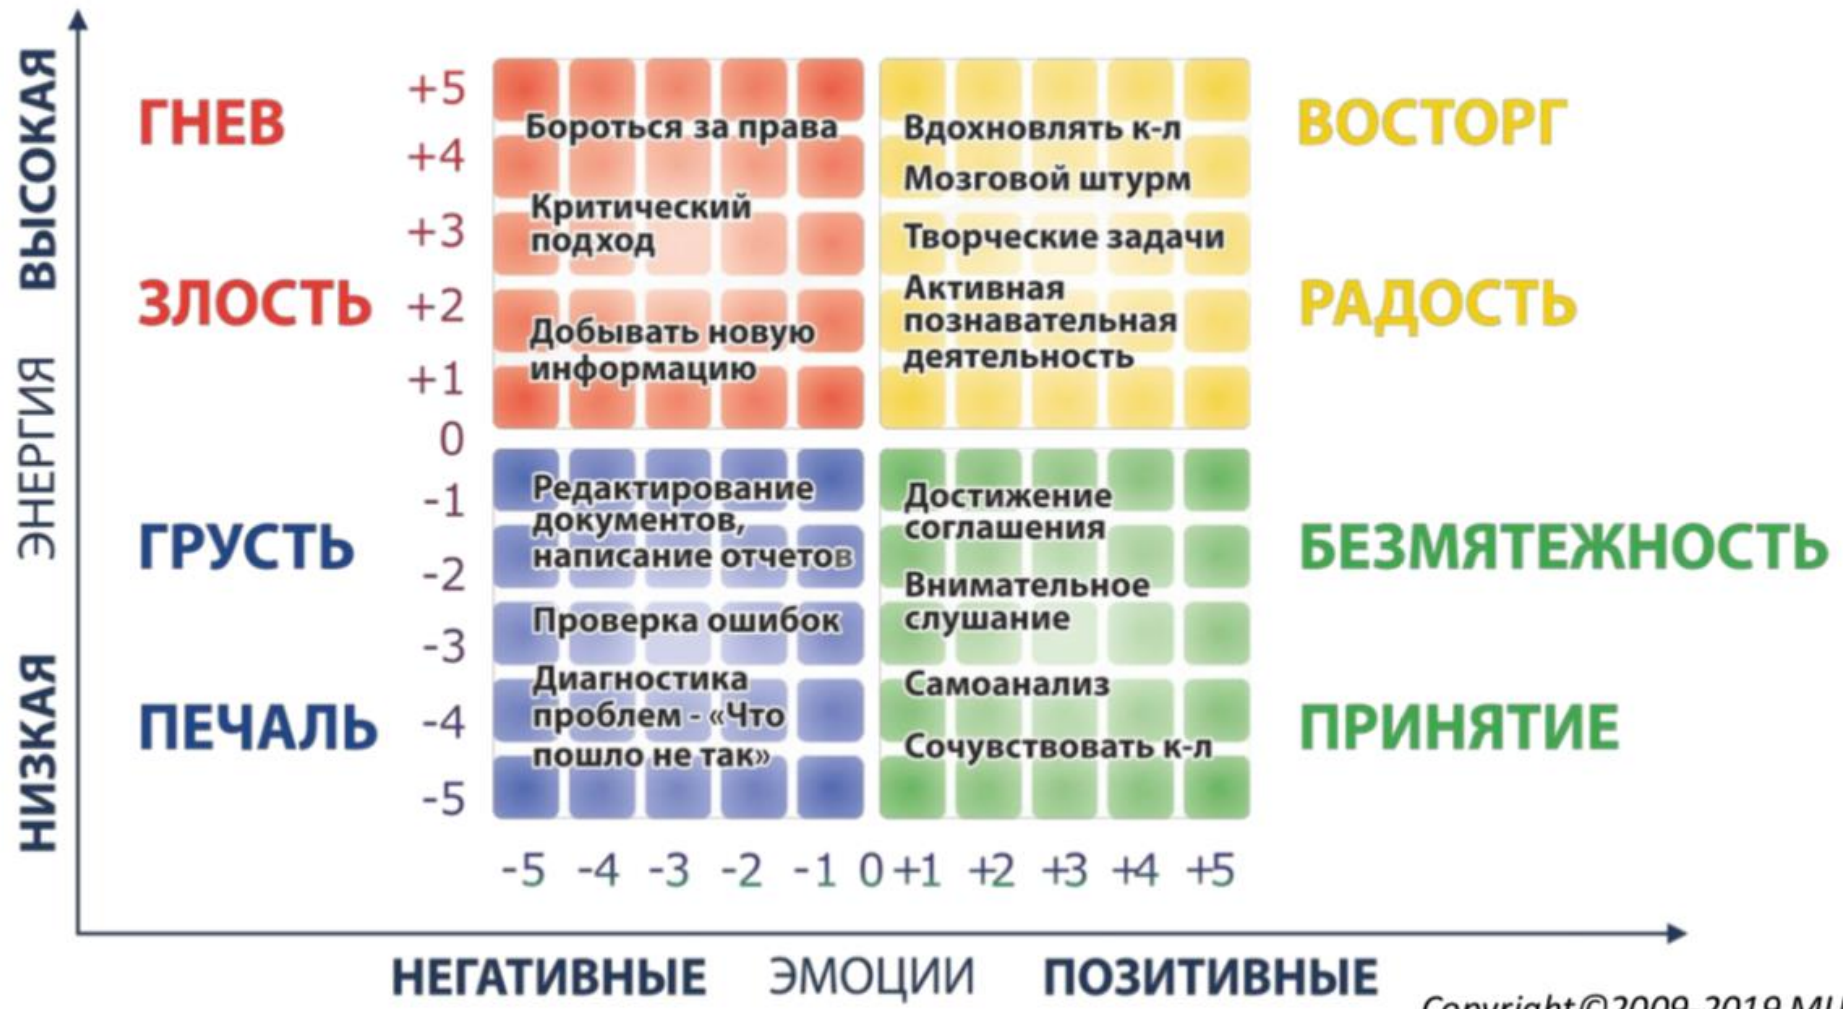 ВЫСОКАЯ
ЭНЕРГИЯ
НИЗКАЯ
ГНЕВ
ЗЛОСТЬ
ГРУСТЬ
ПЕЧАЛЬ
+5
+4
+3
+2
+1
0
-1
-2
-3
-4
-5
Бороться за права
Критический
подход
Добывать новую
информацию
Вдохновлять к-л
Мозговой штурм
Творческие задачи
Активная
познавательная
деятельность
Редактирование
документов,
написание отчетов
Проверка ошибок
Диагностика
проблем - «Что
пошло не так»
Достижение
соглашения
Внимательное
слушание
Самоанализ
Сочувствовать к-л
ВОСТОРГ
РАДОСТЬ
БЕЗМЯТЕЖНОСТЬ
ПРИНЯТИЕ
-5 -4 -3 -2 -1 0 +1 +2 +3 +4 +5
НЕГАТИВНЫЕ ЭМОЦИИ ПОЗИТИВНЫЕ
Copyright©2009-2019